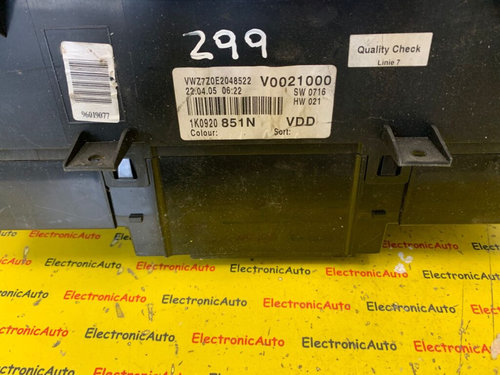 299
Quality Check
Linie 7
VWZ7Z0E2048522 V0021000
22.04.05 06:22 SW 0716
HW 021
1K0920 851N VDD
Colour: Sort:
96019077
ElectronicAuto ElectronicAuto
ElectronicAuto ElectronicAuto ElectronicAuto
ElectronicAuto ElectronicAuto ElectronicAuto
ElectronicAuto ElectronicAuto ElectronicAuto
ElectronicAuto ElectronicAuto ElectronicAuto
ElectronicAuto ElectronicAuto ElectronicAuto